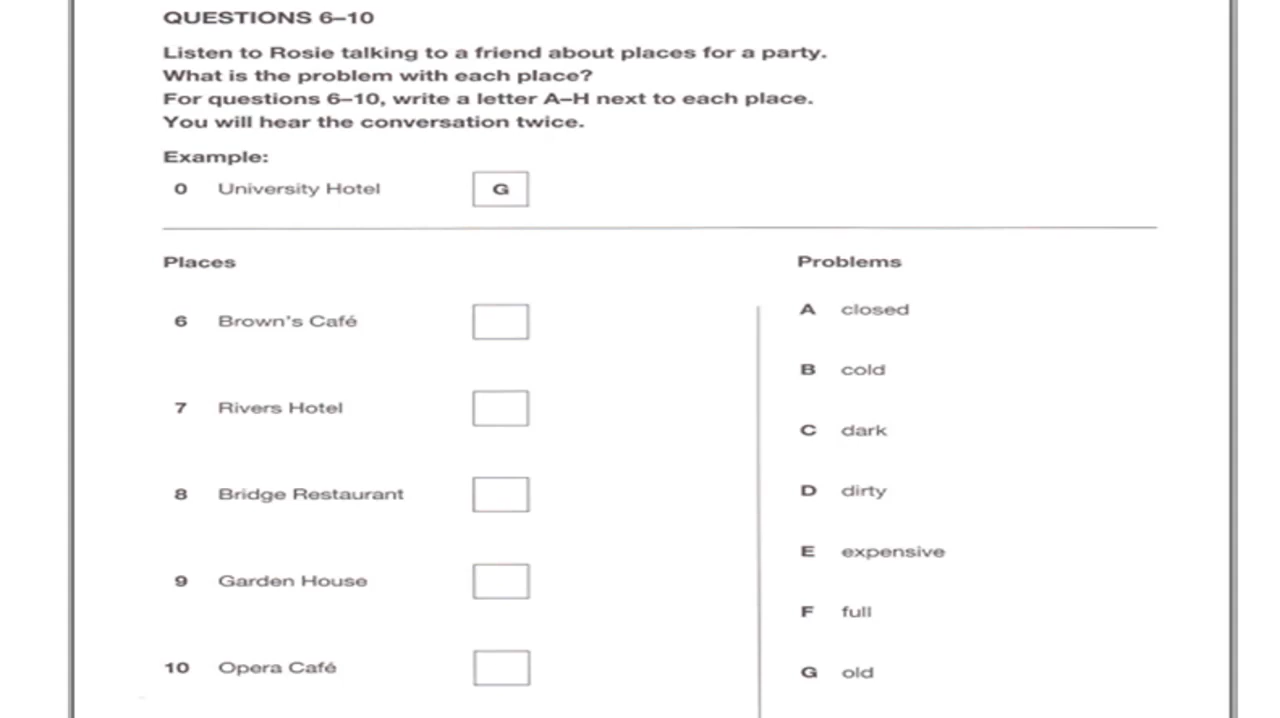 QUESTIONS 6–10
Listen to Rosie talking to a friend about places for a party.
What is the problem with each place?
For questions 6–10, write a letter A–H next to each place.
You will hear the conversation twice.
Example:
0 University Hotel G
Places
6 Brown's Café
7 Rivers Hotel
8 Bridge Restaurant
9 Garden House
10 Opera Café
Problems
A closed
B cold
C dark
D dirty
E expensive
F full
G old